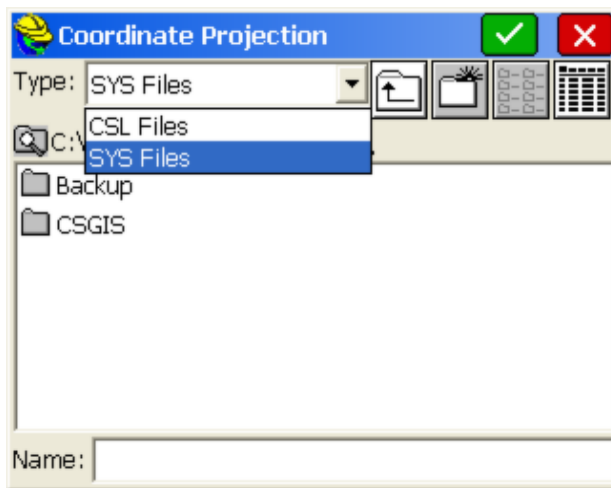 Coordinate Projection
Type: SYS Files
CSL Files
C:\
SYS Files
Backup
CSGIS
Name: